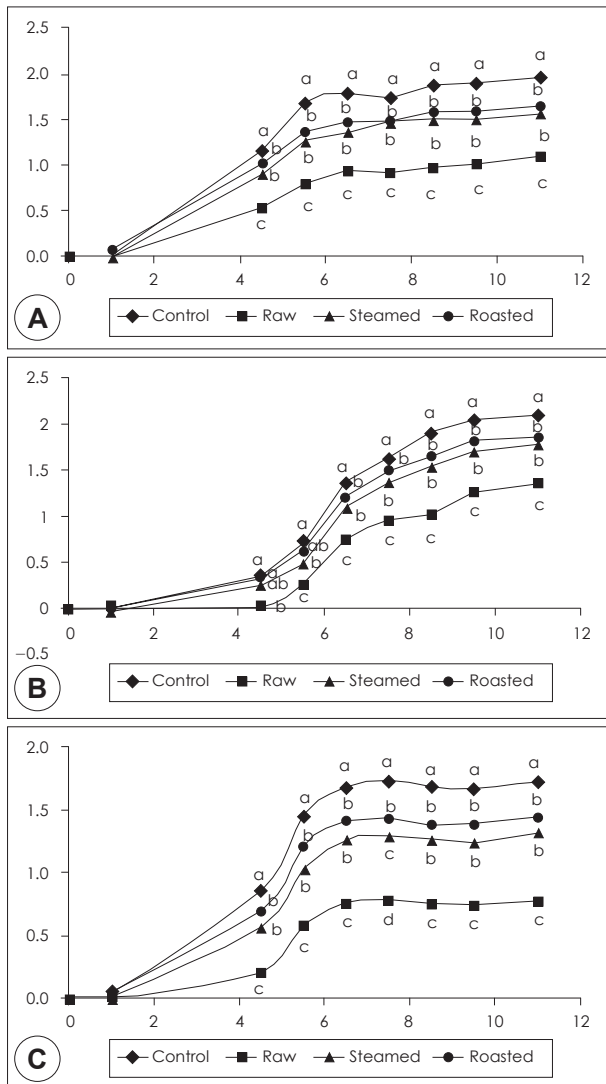 2.5
a
a a a a a
2.0
b
b b b b b b
a
1.5
b
b b b b b b
1.0
b
c c c c c c
0.5
c
0.0
0 2 4 6 8 10 12
A
Control Raw Steamed Roasted
2.5
a a a
2
b b b
a
b b b b
1.5
a b
c c
1
b
c c
a
ab c
0.5
a a b
ab c
b
0
0 2 4 6 8 10 12
−0.5
B
Control Raw Steamed Roasted
2.0
a a a a a
a
b b b b b
1.5
b
b c b b b
1.0
a b
b
b
0.5
c d c c c
c
c
0.0
0 2 4 6 8 10 12
C
Control Raw Steamed Roasted